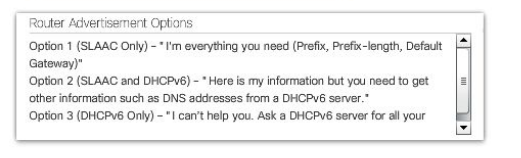 Router Advertisement Options
Option 1 (SLAAC Only) – "I'm everything you need (Prefix, Prefix-length, Default
Gateway)"
Option 2 (SLAAC and DHCPv6) – "Here is my information but you need to get
other information such as DNS addresses from a DHCPv6 server."
Option 3 (DHCPv6 Only) – "I can't help you. Ask a DHCPv6 server for all your